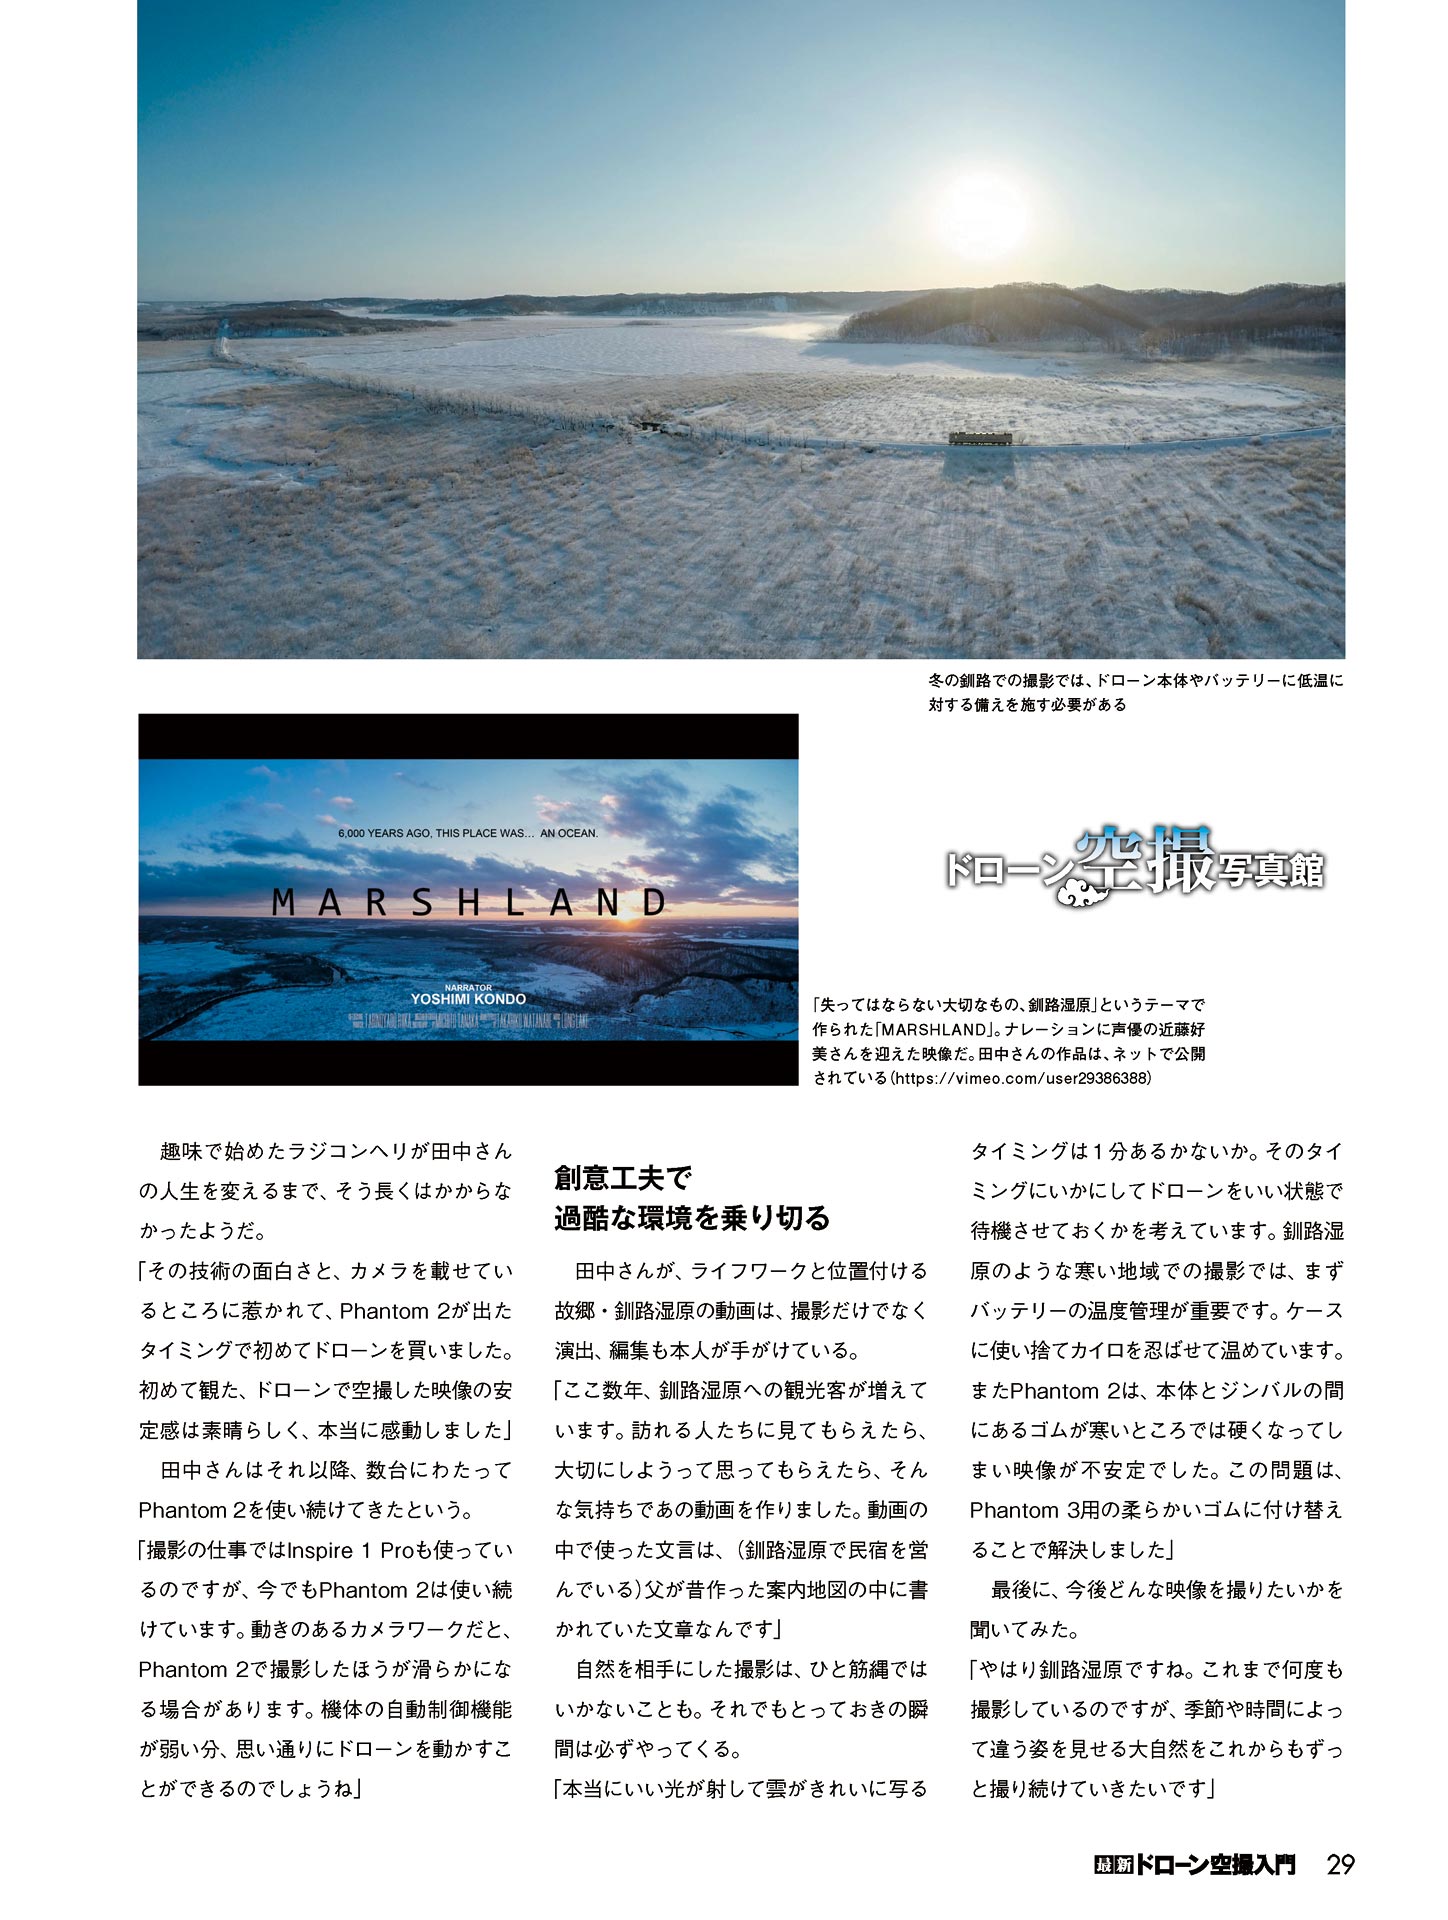 冬の釧路での撮影では、ドローン本体やバッテリーに低温に
対する備えを施す必要がある
6,000 YEARS AGO, THIS PLACE WAS... AN OCEAN.
MARSHLAND
NARRATOR
YOSHIMI KONDO
ドローン空撮写真館
「失ってはならない大切なもの、釧路湿原」というテーマで
作られた「MARSHLAND」。ナレーションに声優の近藤好
美さんを迎えた映像だ。田中さんの作品は、ネットで公開
されている(https://vimeo.com/user29386388)
趣味で始めたラジコンヘリが田中さん
の人生を変えるまで、そう長くはかからな
かったようだ。
「その技術の面白さと、カメラを載せてい
るところに惹かれて、Phantom 2が出た
タイミングで初めてドローンを買いました。
初めて観た、ドローンで空撮した映像の安
定感は素晴らしく、本当に感動しました」
田中さんはそれ以降、数台にわたって
Phantom 2を使い続けてきたという。
「撮影の仕事ではInspire 1 Proも使ってい
るのですが、今でもPhantom 2は使い続
けています。動きのあるカメラワークだと、
Phantom 2で撮影したほうが滑らかにな
る場合があります。機体の自動制御機能
が弱い分、思い通りにドローンを動かすこ
とができるのでしょうね」
創意工夫で
過酷な環境を乗り切る
田中さんが、ライフワークと位置付ける
故郷・釧路湿原の動画は、撮影だけでなく
演出、編集も本人が手がけている。
「ここ数年、釧路湿原への観光客が増えて
います。訪れる人たちに見てもらえたら、
大切にしようって思ってもらえたら、そん
な気持ちであの動画を作りました。動画の
中で使った文言は、(釧路湿原で民宿を営
んでいる)父が昔作った案内地図の中に書
かれていた文章なんです」
自然を相手にした撮影は、ひと筋縄では
いかないことも。それでもとっておきの瞬
間は必ずやってくる。
「本当にいい光が射して雲がきれいに写る
タイミングは1分あるかないか。そのタイ
ミングにいかにしてドローンをいい状態で
待機させておくかを考えています。釧路湿
原のような寒い地域での撮影では、まず
バッテリーの温度管理が重要です。ケース
に使い捨てカイロを忍ばせて温めています。
またPhantom 2は、本体とジンバルの間
にあるゴムが寒いところでは硬くなってし
まい映像が不安定でした。この問題は、
Phantom 3用の柔らかいゴムに付け替え
ることで解決しました」
最後に、今後どんな映像を撮りたいかを
聞いてみた。
「やはり釧路湿原ですね。これまで何度も
撮影しているのですが、季節や時間によっ
て違う姿を見せる大自然をこれからもずっ
と撮り続けていきたいです」
最新ドローン空撮入門 29